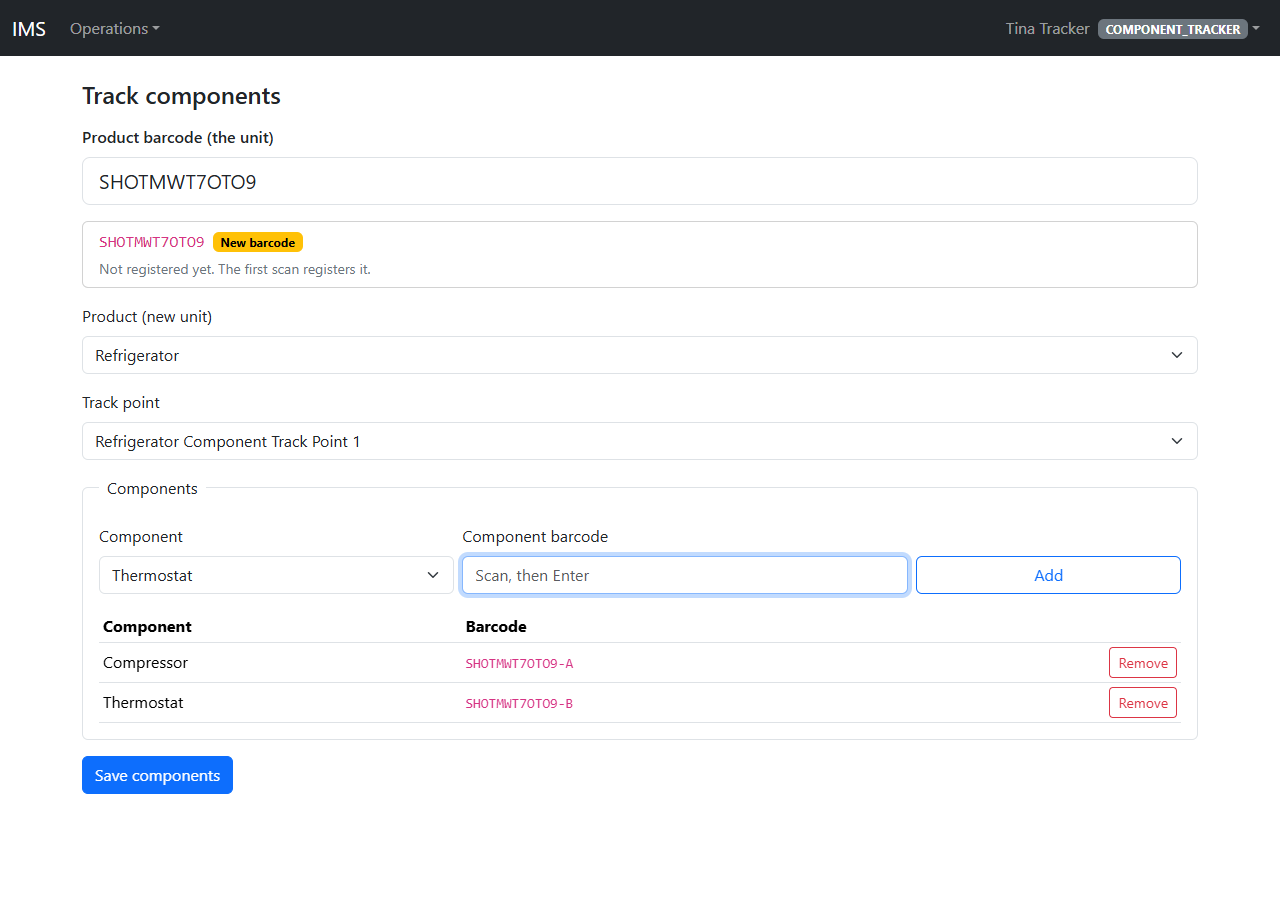 IMS Operations Tina Tracker COMPONENT_TRACKER
Track components
Product barcode (the unit)
SHOTMWT7OTO9
SHOTMWT7OTO9 New barcode
Not registered yet. The first scan registers it.
Product (new unit)
Refrigerator
Track point
Refrigerator Component Track Point 1
Components
Component Component barcode
Thermostat Scan, then Enter Add
Component Barcode
Compressor SHOTMWT7OTO9-A Remove
Thermostat SHOTMWT7OTO9-B Remove
Save components